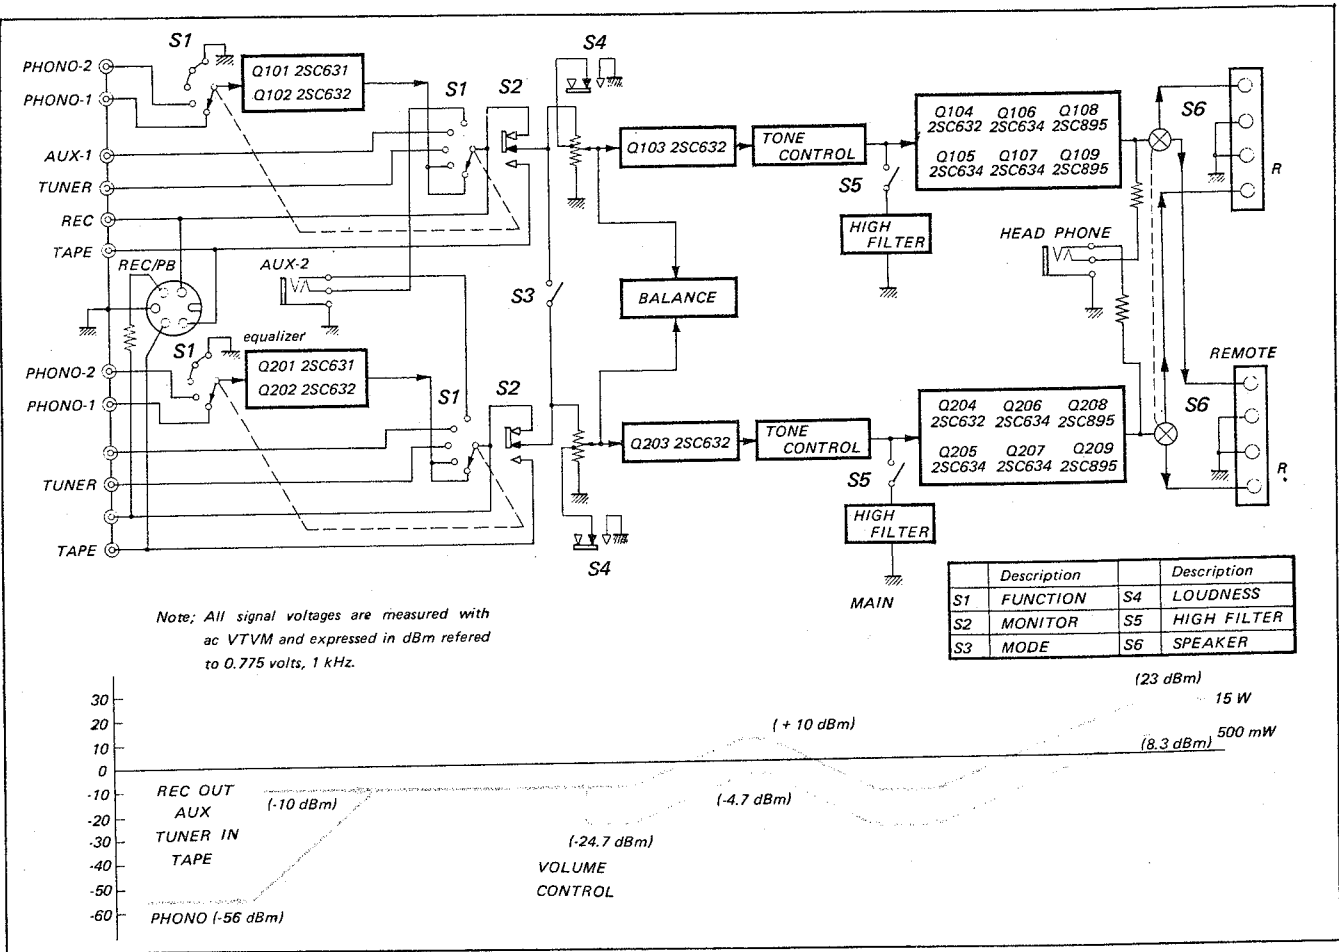 S1
S4
PHONO-2
Q101 2SC631
Q102 2SC632
S1
S2
S6
PHONO-1
Q104 Q106 Q108
2SC632 2SC634 2SC895
Q105 Q107 Q109
2SC634 2SC634 2SC895
Q103 2SC632
TONE
CONTROL
AUX-1
TUNER
S5
R
REC
HIGH
FILTER
HEAD PHONE
TAPE
REC/PB
AUX-2
S3
BALANCE
S1
equalizer
Q201 2SC631
Q202 2SC632
REMOTE
PHONO-2
S1
S2
PHONO-1
Q204 Q206 Q208
2SC632 2SC634 2SC895
Q205 Q207 Q209
2SC634 2SC634 2SC895
S6
Q203 2SC632
TONE
CONTROL
S5
R
TUNER
HIGH
FILTER
TAPE
S4
MAIN
Description Description
S1 FUNCTION S4 LOUDNESS
S2 MONITOR S5 HIGH FILTER
S3 MODE S6 SPEAKER
Note; All signal voltages are measured with
ac VTVM and expressed in dBm refered
to 0.775 volts, 1 kHz.
(23 dBm)
15 W
30
20
10
0
-10
-20
-30
-40
-50
-60
(+ 10 dBm)
(8.3 dBm) 500 mW
REC OUT
AUX
TUNER IN
TAPE
(-10 dBm)
(-4.7 dBm)
(-24.7 dBm)
VOLUME
CONTROL
PHONO (-56 dBm)